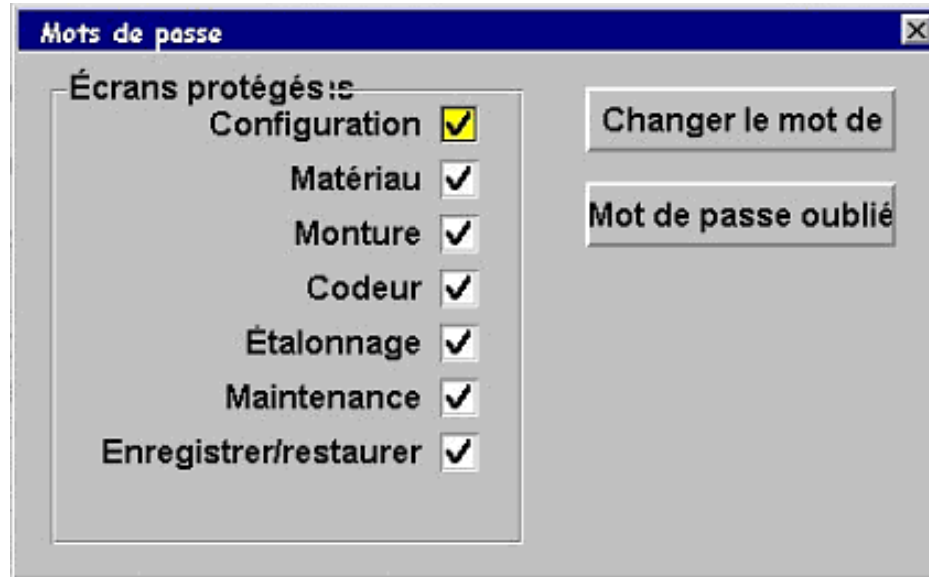 Mots de passe
Écrans protégés
Configuration
Changer le mot de
Matériau
Mot de passe oublié
Monture
Codeur
Étalonnage
Maintenance
Enregistrer/restaurer